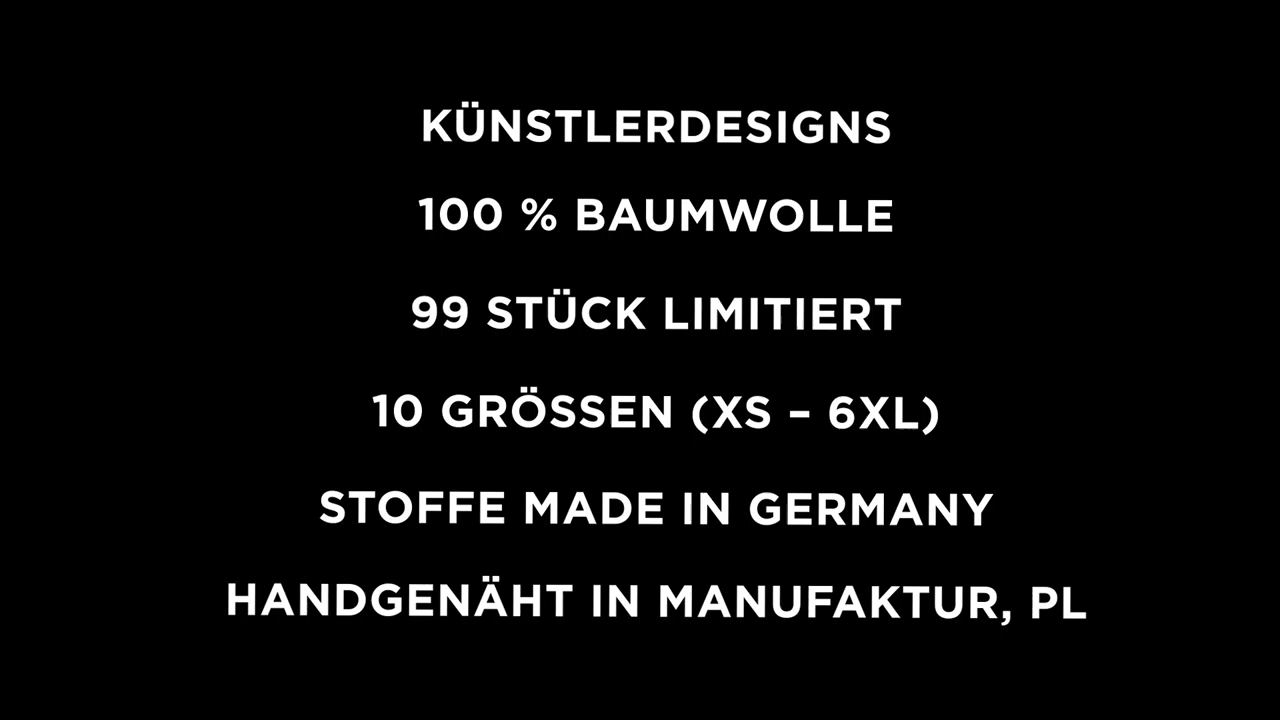 KÜNSTLERDESIGNS
100 % BAUMWOLLE
99 STÜCK LIMITIERT
10 GRÖSSEN (XS – 6XL)
STOFFE MADE IN GERMANY
HANDGENÄHT IN MANUFAKTUR, PL